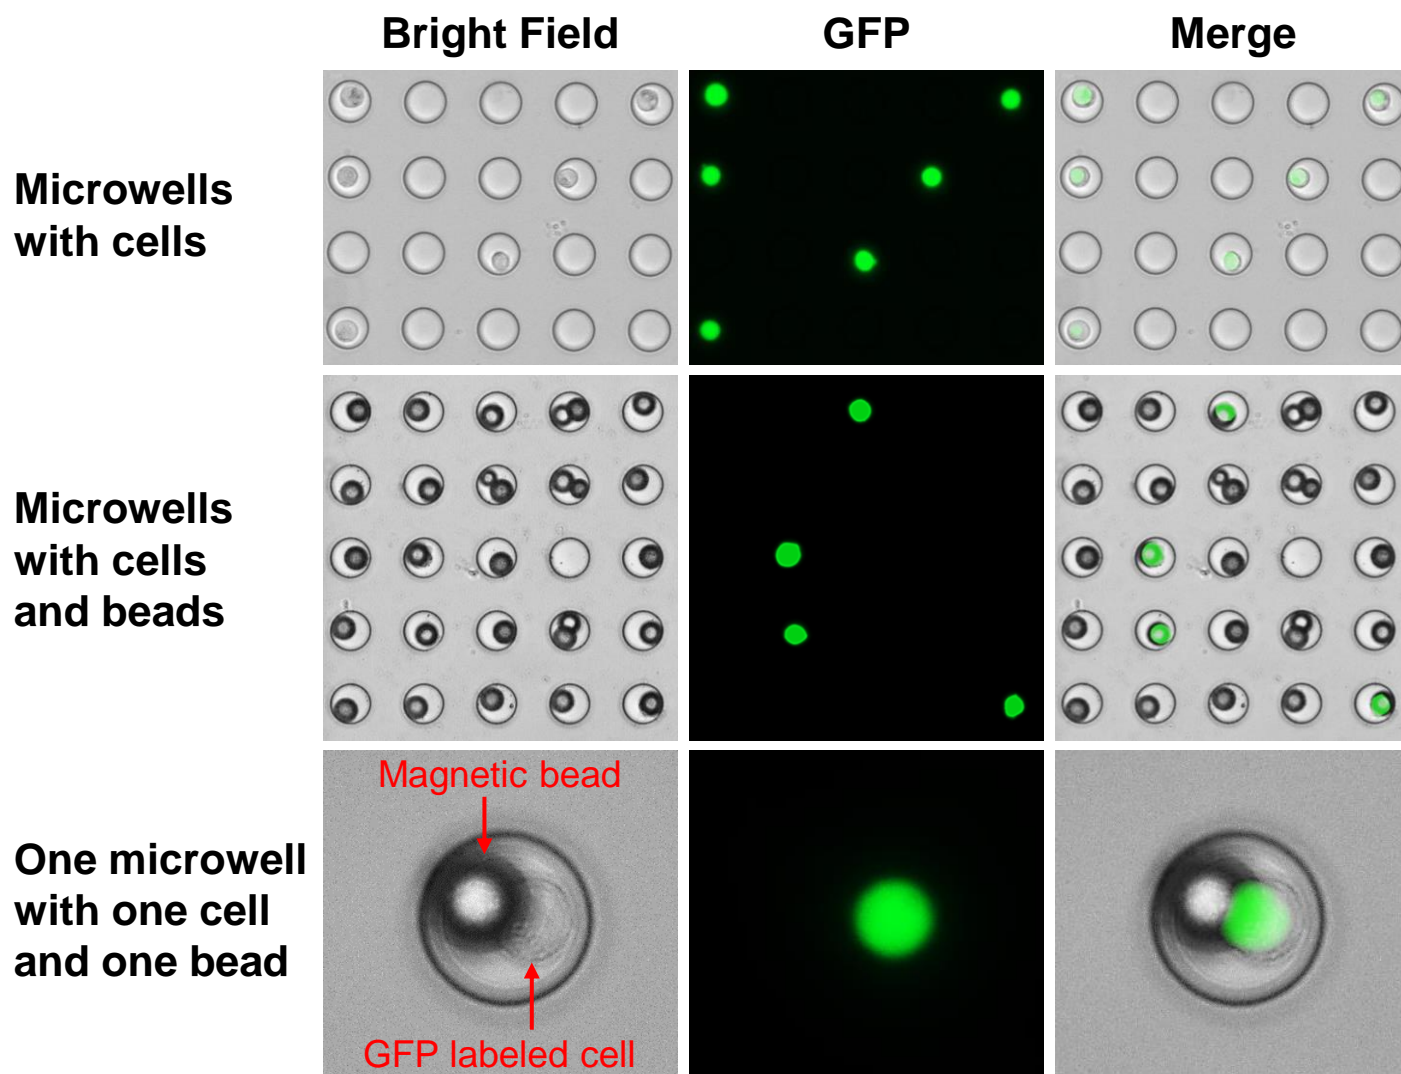 Bright Field
GFP
Merge
Microwells
with cells
Microwells
with cells
and beads
Magnetic bead
One microwell
with one cell
and one bead
GFP labeled cell